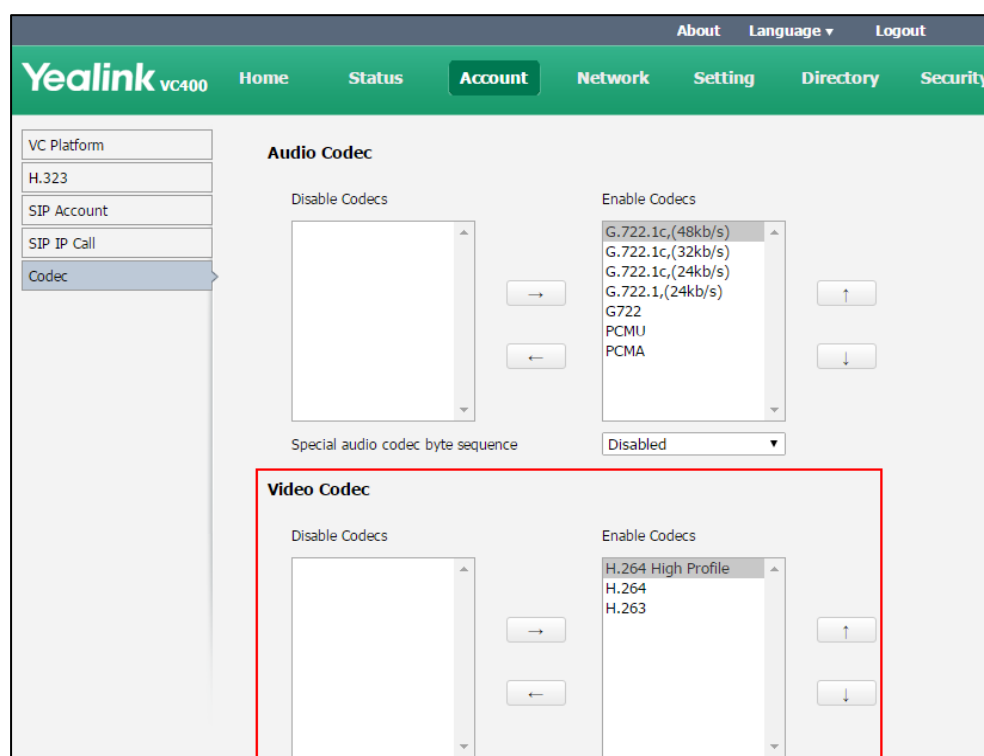 About Language ▾ Logout
Yealink VC400 Home Status Account Network Setting Directory Security
VC Platform
H.323
SIP Account
SIP IP Call
Codec
Audio Codec
Disable Codecs Enable Codecs
G.722.1c,(48kb/s)
G.722.1c,(32kb/s)
G.722.1c,(24kb/s)
G.722.1,(24kb/s)
G722
PCMU
PCMA
→
←
↑
↓
Special audio codec byte sequence Disabled ▼
Video Codec
Disable Codecs Enable Codecs
H.264 High Profile
H.264
H.263
→
←
↑
↓